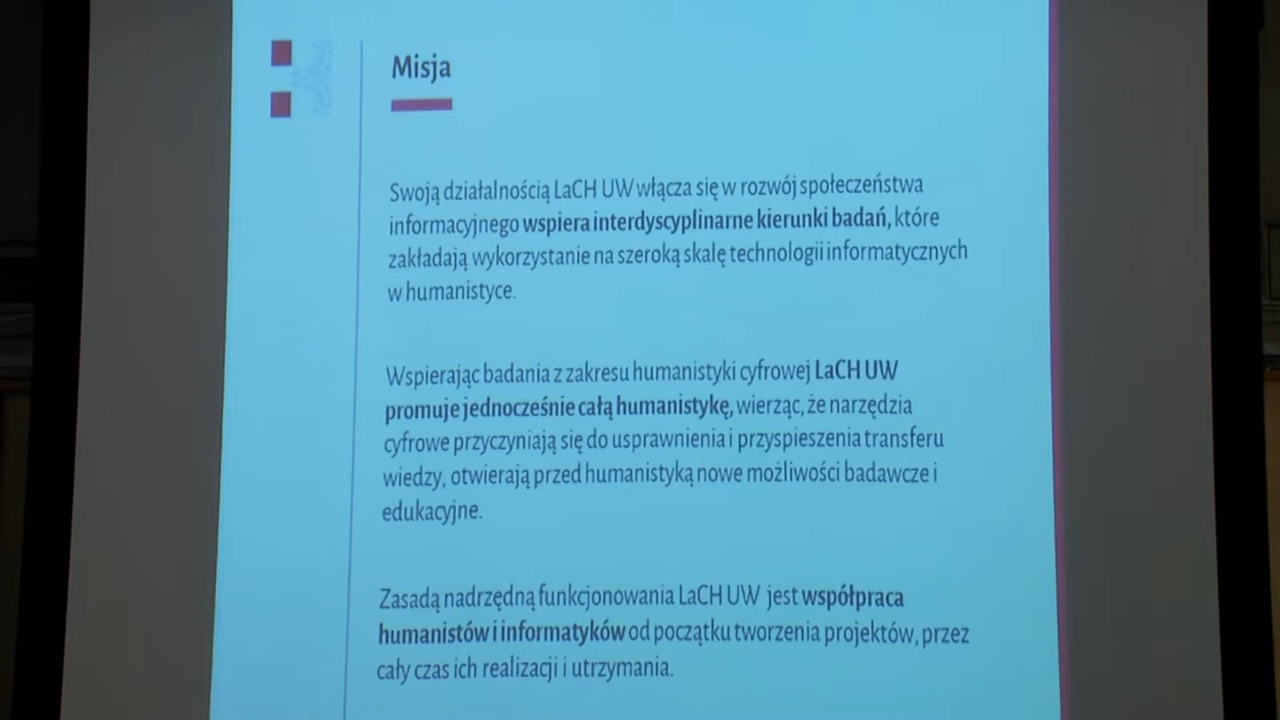 Misja
Swoją działalnością LaCH UW włącza się w rozwój społeczeństwa
informacyjnego wspiera interdyscyplinarne kierunki badań, które
zakładają wykorzystanie na szeroką skalę technologii informatycznych
w humanistyce.
Wspierając badania z zakresu humanistyki cyfrowej LaCH UW
promuje jednocześnie całą humanistykę, wierząc, że narzędzia
cyfrowe przyczyniają się do usprawnienia i przyspieszenia transferu
wiedzy, otwierają przed humanistyką nowe możliwości badawcze i
edukacyjne.
Zasadą nadrzędną funkcjonowania LaCH UW jest współpraca
humanistów i informatyków od początku tworzenia projektów, przez
cały czas ich realizacji i utrzymania.